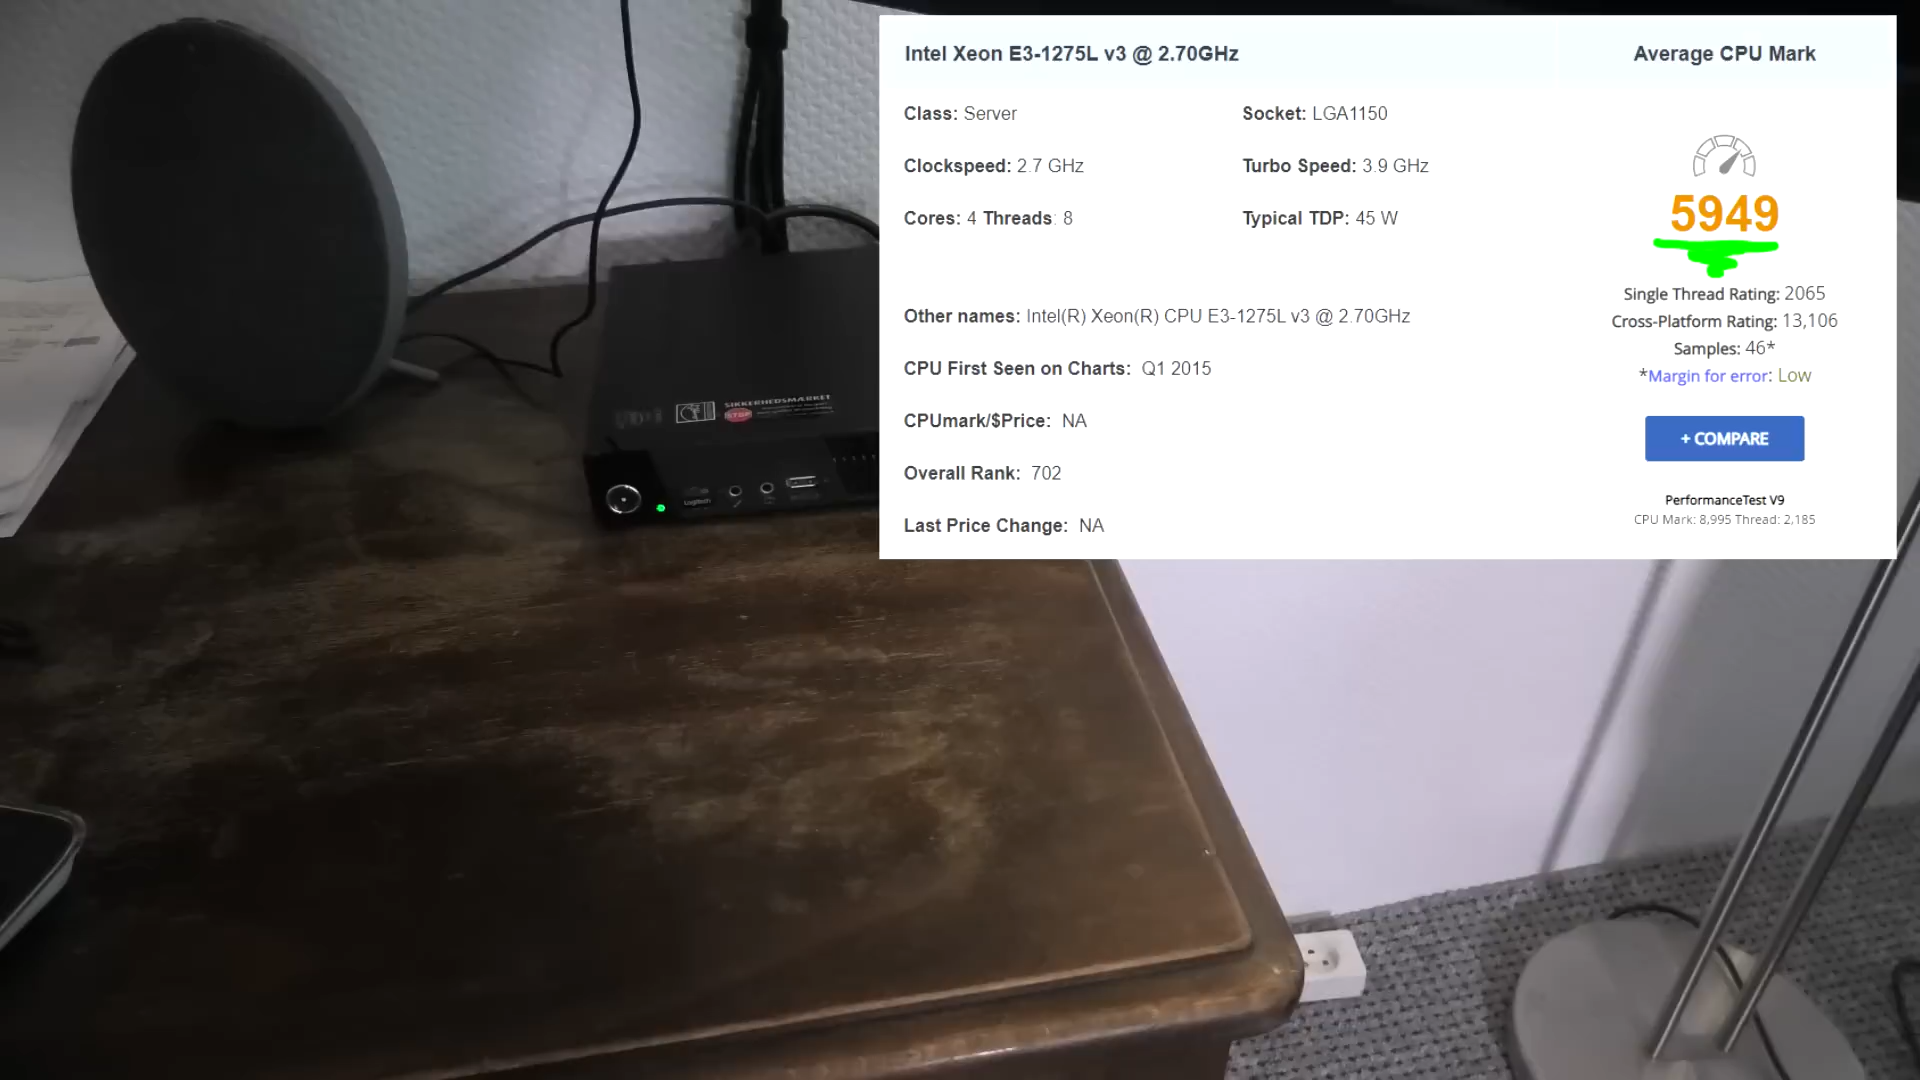 Intel Xeon E3-1275L v3 @ 2.70GHz
Class: Server
Socket: LGA1150
Clockspeed: 2.7 GHz
Turbo Speed: 3.9 GHz
Cores: 4 Threads: 8
Typical TDP: 45 W
Other names: Intel(R) Xeon(R) CPU E3-1275L v3 @ 2.70GHz
CPU First Seen on Charts: Q1 2015
CPUmark/$Price: NA
Overall Rank: 702
Last Price Change: NA
Average CPU Mark
5949
Single Thread Rating: 2065
Cross-Platform Rating: 13,106
Samples: 46*
*Margin for error: Low
+ COMPARE
PerformanceTest V9
CPU Mark: 8,995 Thread: 2,185
SIKKERHEDSMÆRKET
STOP
Logitech